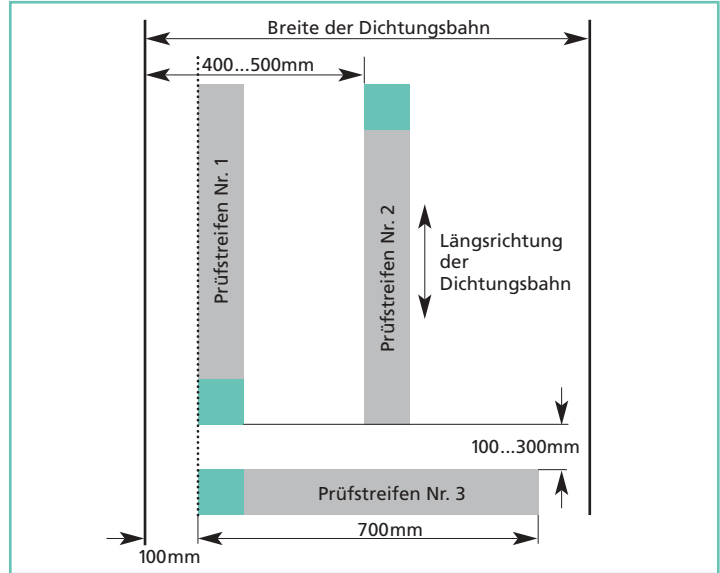 Breite der Dichtungsbahn
400...500mm
Prüfstreifen Nr. 1
Prüfstreifen Nr. 2
Längsrichtung
der
Dichtungsbahn
100...300mm
Prüfstreifen Nr. 3
700mm
100mm